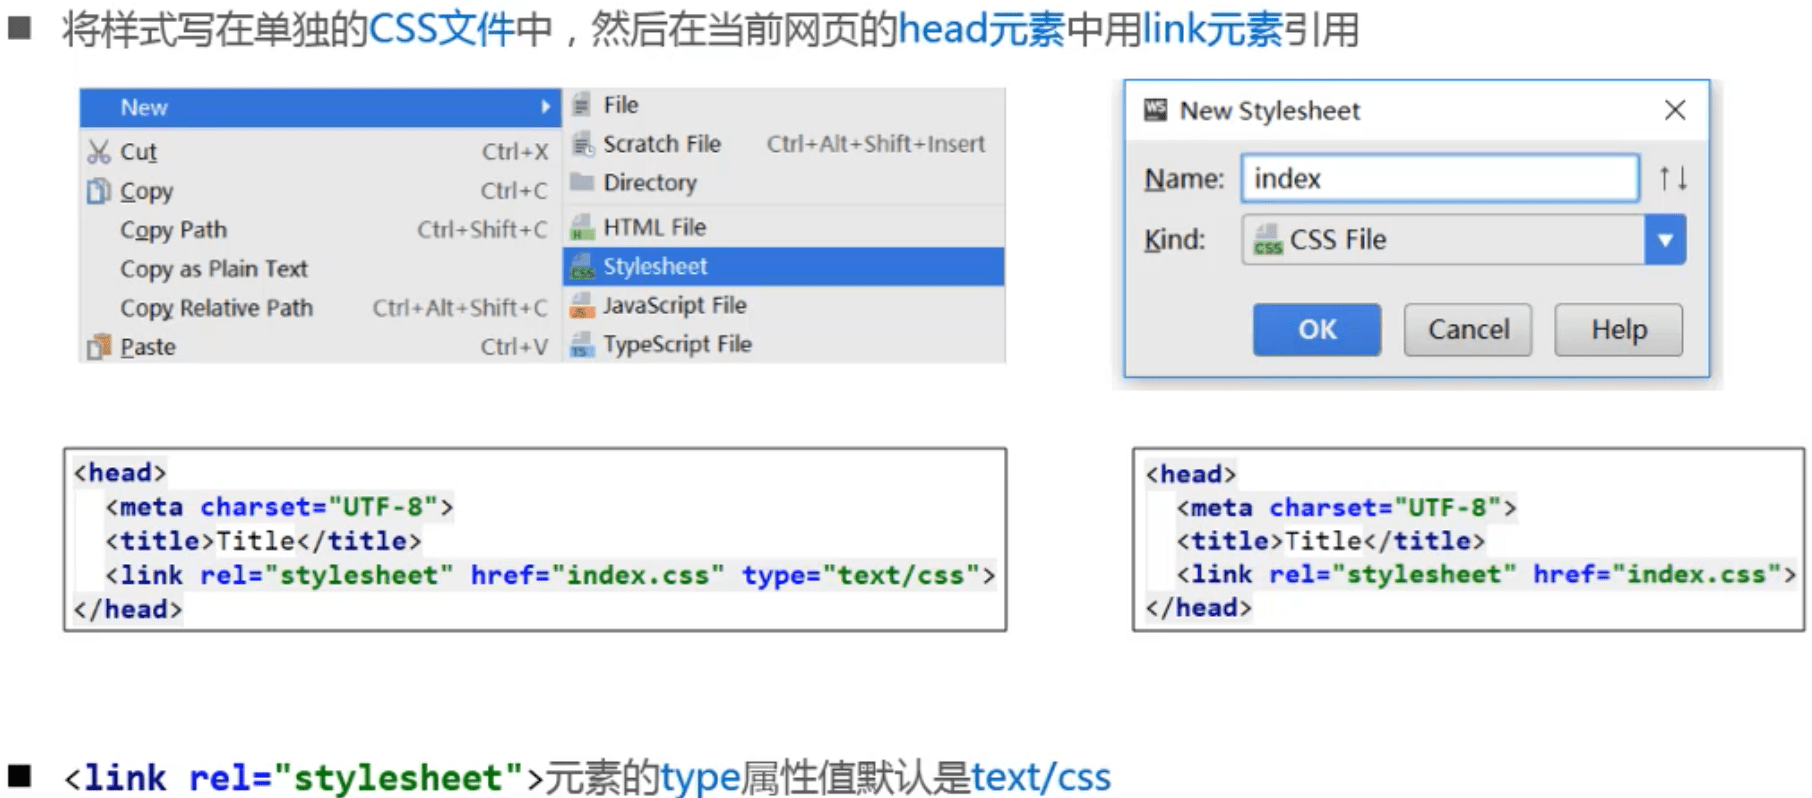 将样式写在单独的CSS文件中，然后在当前网页的head元素中用link元素引用
New
Cut Ctrl+X
Copy Ctrl+C
Copy Path Ctrl+Shift+C
Copy as Plain Text
Copy Relative Path Ctrl+Alt+Shift+C
Paste Ctrl+V
File
Scratch File Ctrl+Alt+Shift+Insert
Directory
HTML File
Stylesheet
JavaScript File
TypeScript File
WS New Stylesheet
Name: index
Kind: CSS CSS File
OK Cancel Help
<head>
<meta charset="UTF-8">
<title>Title</title>
<link rel="stylesheet" href="index.css" type="text/css">
</head>
<head>
<meta charset="UTF-8">
<title>Title</title>
<link rel="stylesheet" href="index.css">
</head>
<link rel="stylesheet">元素的type属性值默认是text/css